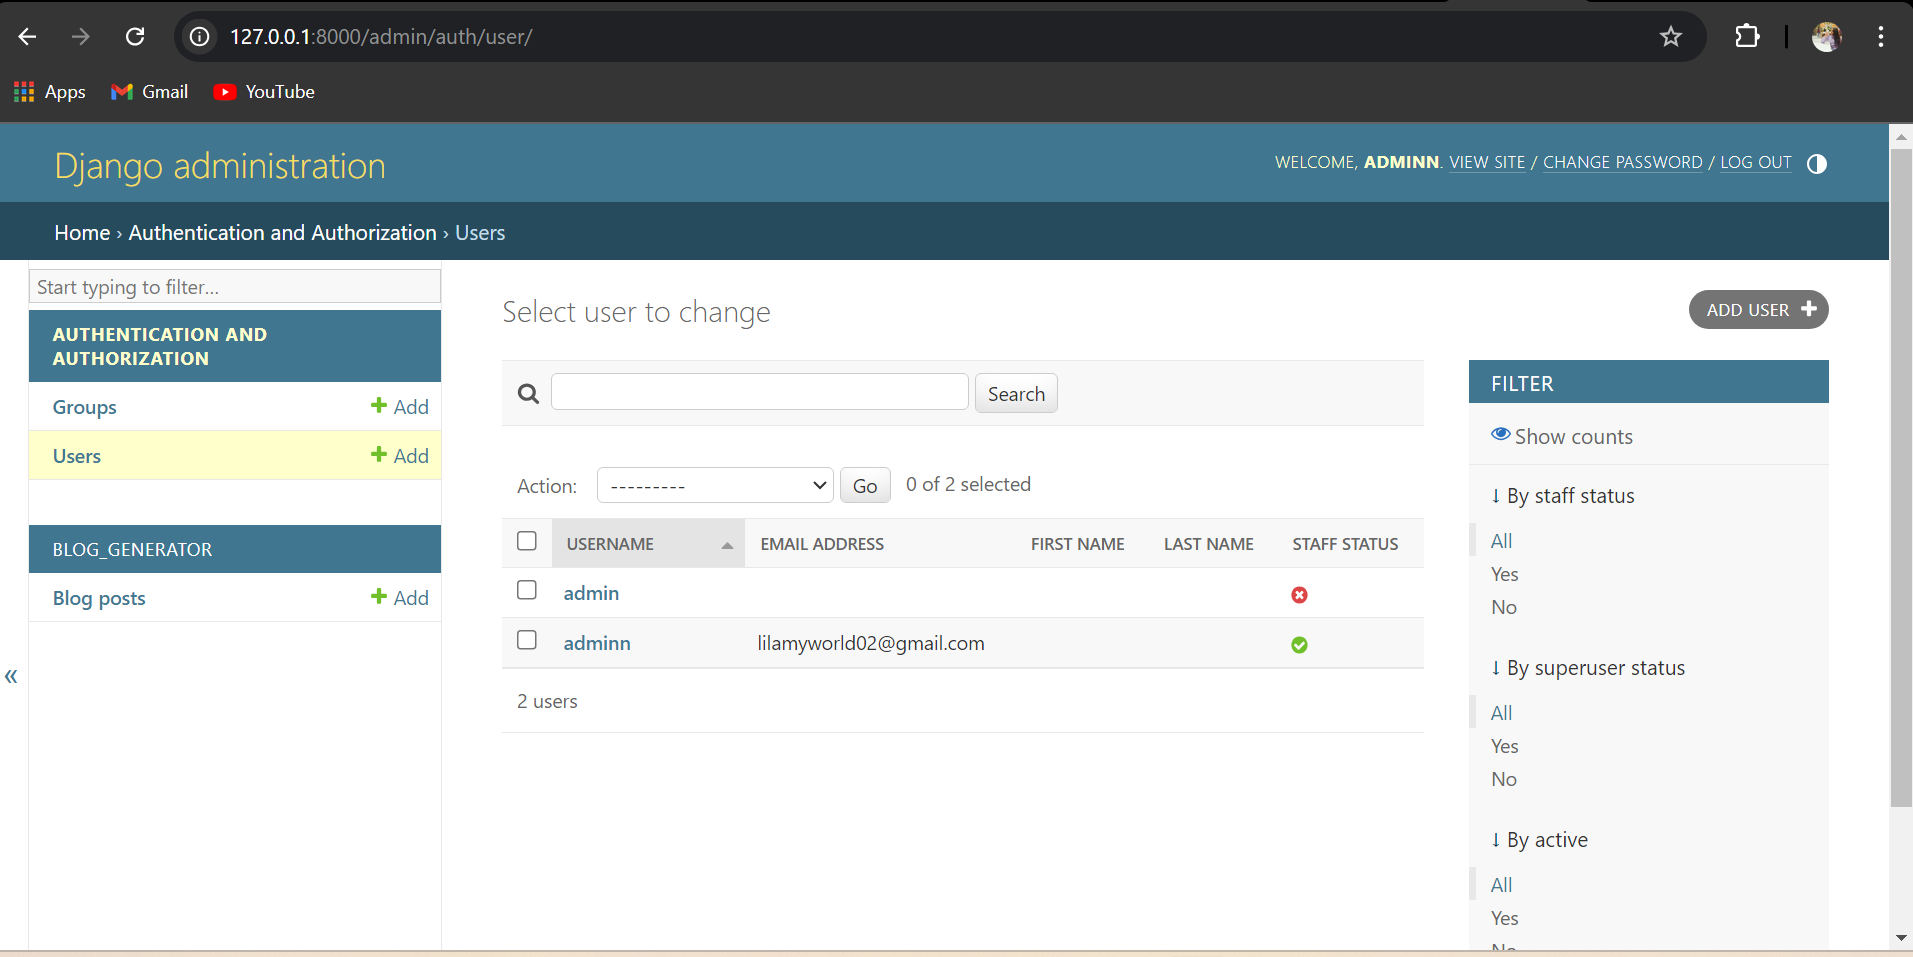 127.0.0.1:8000/admin/auth/user/
Apps Gmail YouTube
Django administration
WELCOME, ADMINN. VIEW SITE / CHANGE PASSWORD / LOG OUT
Home › Authentication and Authorization › Users
Start typing to filter...
AUTHENTICATION AND
AUTHORIZATION
Groups + Add
Users + Add
BLOG_GENERATOR
Blog posts + Add
«
Select user to change
ADD USER +
Search
Action: --------- Go 0 of 2 selected
USERNAME EMAIL ADDRESS FIRST NAME LAST NAME STAFF STATUS
admin
adminn lilamyworld02@gmail.com
2 users
FILTER
Show counts
↓ By staff status
All
Yes
No
↓ By superuser status
All
Yes
No
↓ By active
All
Yes